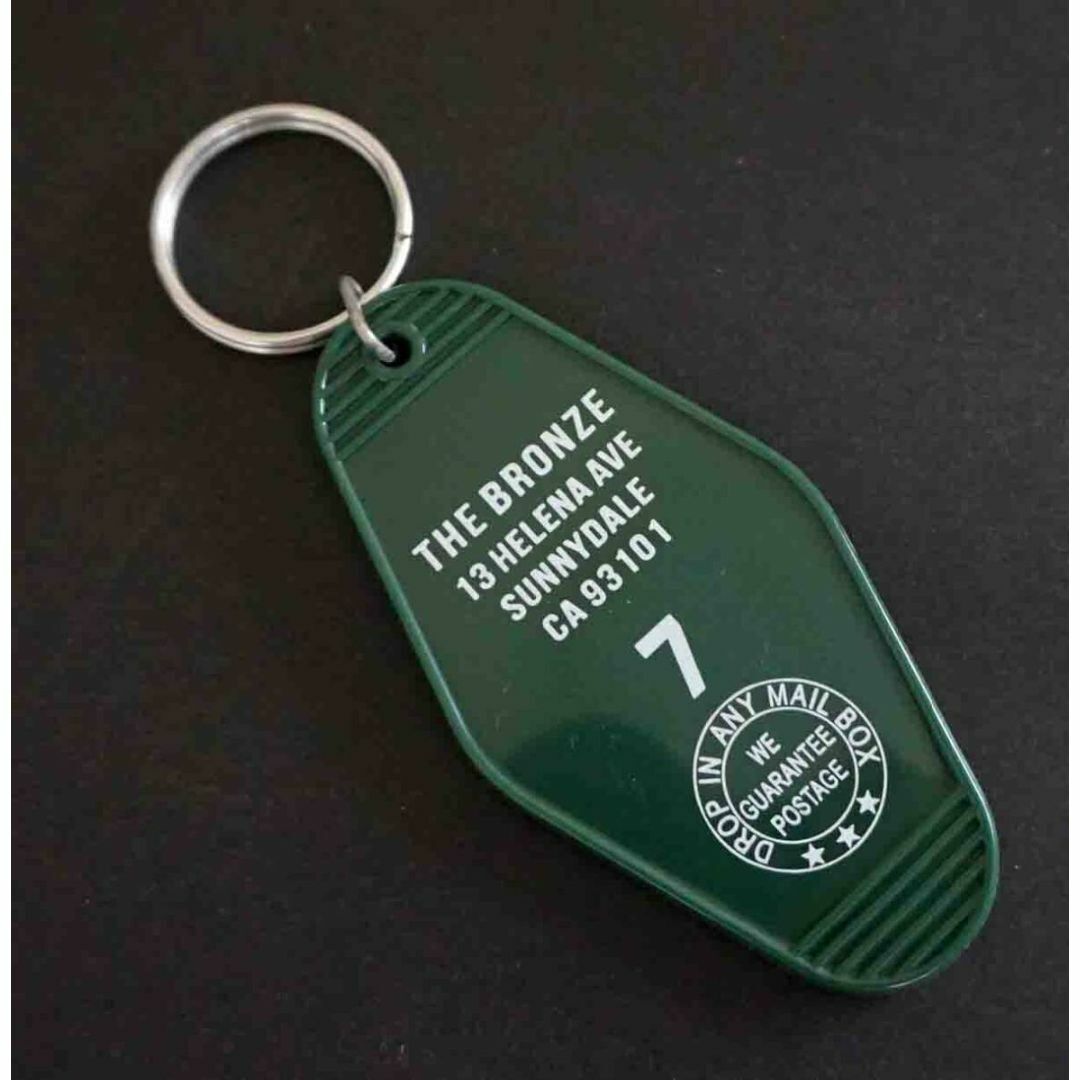 THE BRONZE
13 HELENA AVE
SUNNYDALE
CA 93101
7
DROP IN ANY MAIL BOX
WE
GUARANTEE
POSTAGE